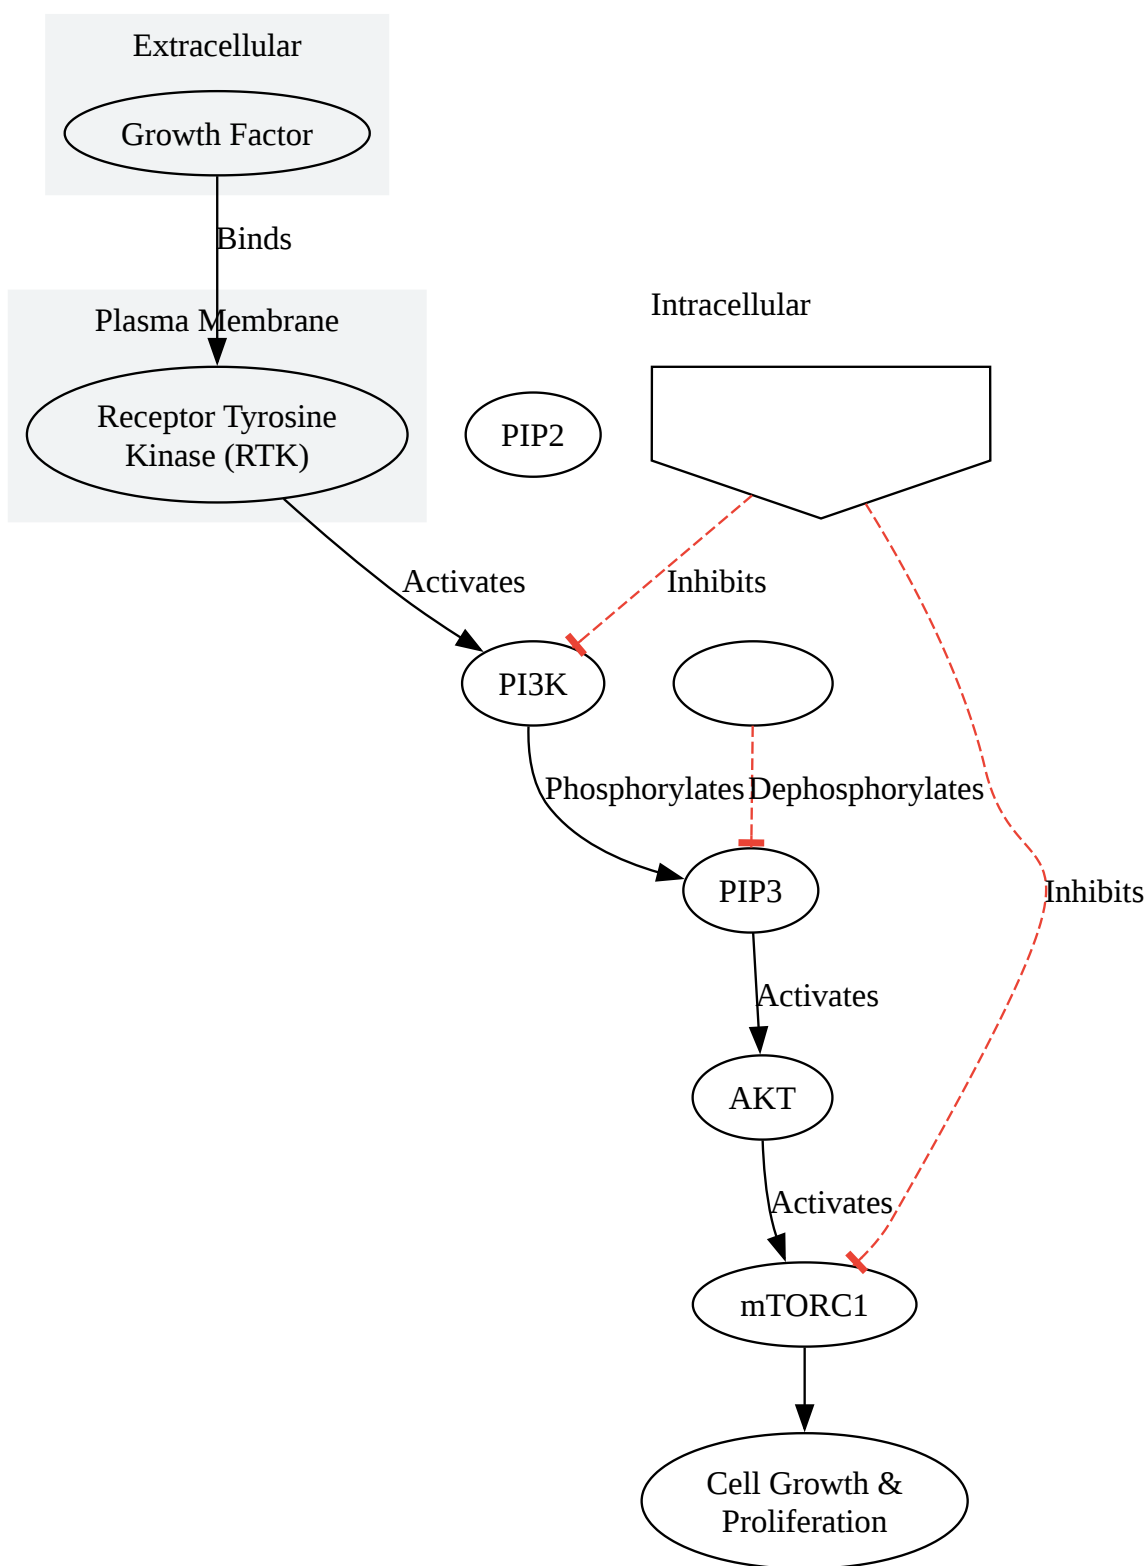 Extracellular
Growth Factor
Binds
Plasma Membrane
Intracellular
Receptor Tyrosine
Kinase (RTK)
PIP2
Activates
Inhibits
PI3K
Phosphorylates
Dephosphorylates
PIP3
Inhibits
Activates
AKT
Activates
mTORC1
Cell Growth &
Proliferation